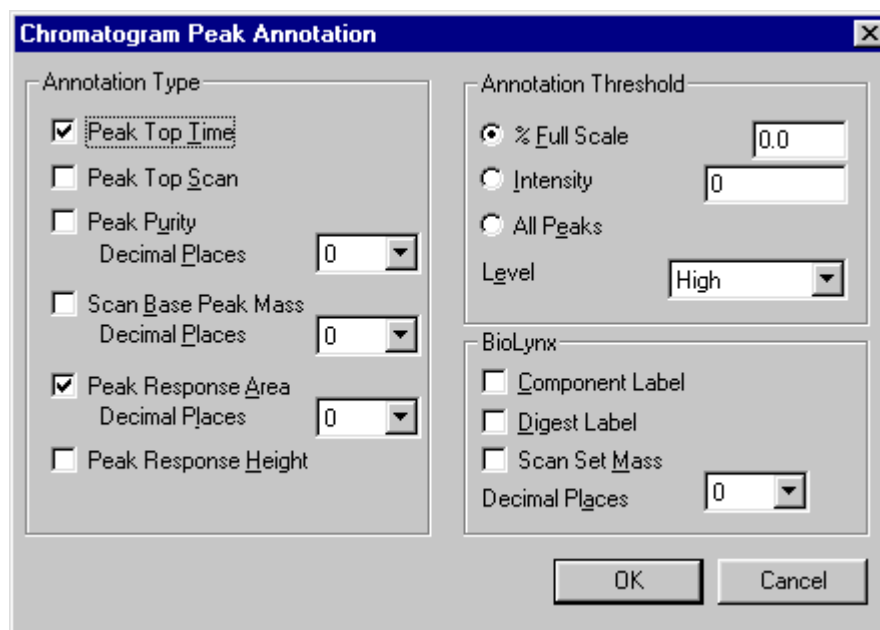 Chromatogram Peak Annotation
Annotation Type
Peak Top Time
Peak Top Scan
Peak Purity
Decimal Places 0
Scan Base Peak Mass
Decimal Places 0
Peak Response Area
Decimal Places 0
Peak Response Height
Annotation Threshold
% Full Scale 0.0
Intensity 0
All Peaks
Level High
BioLynx
Component Label
Digest Label
Scan Set Mass
Decimal Places 0
OK Cancel